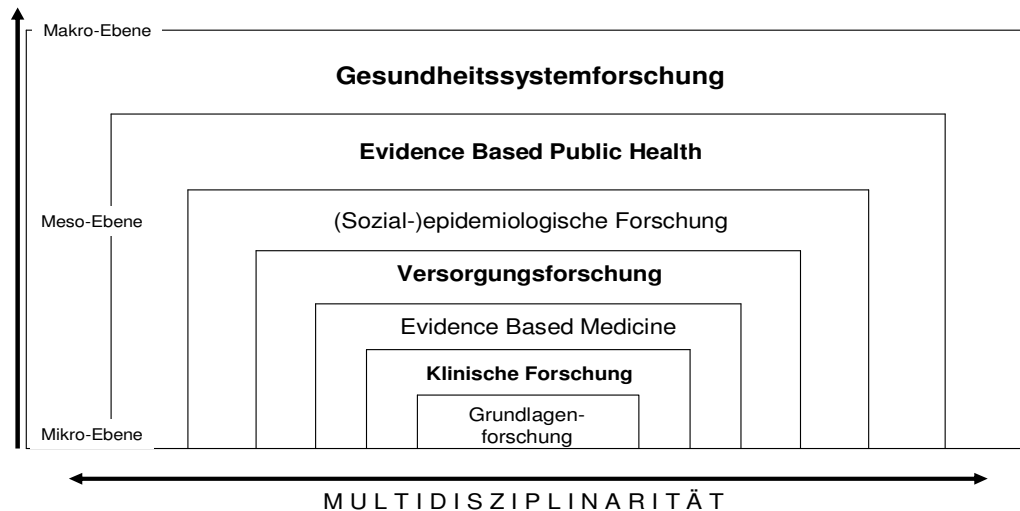 Makro-Ebene
Gesundheitssystemforschung
Evidence Based Public Health
Meso-Ebene
(Sozial-)epidemiologische Forschung
Versorgungsforschung
Evidence Based Medicine
Klinische Forschung
Grundlagen-
forschung
Mikro-Ebene
MULTIDISZIPLINARITÄT